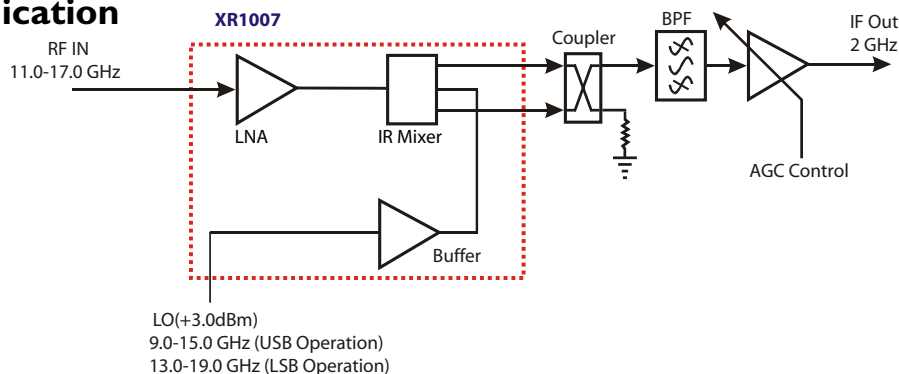 ication
XR1007
RF IN
11.0-17.0 GHz
LNA
IR Mixer
Buffer
Coupler
BPF
IF Out
2 GHz
AGC Control
LO(+3.0dBm)
9.0-15.0 GHz (USB Operation)
13.0-19.0 GHz (LSB Operation)